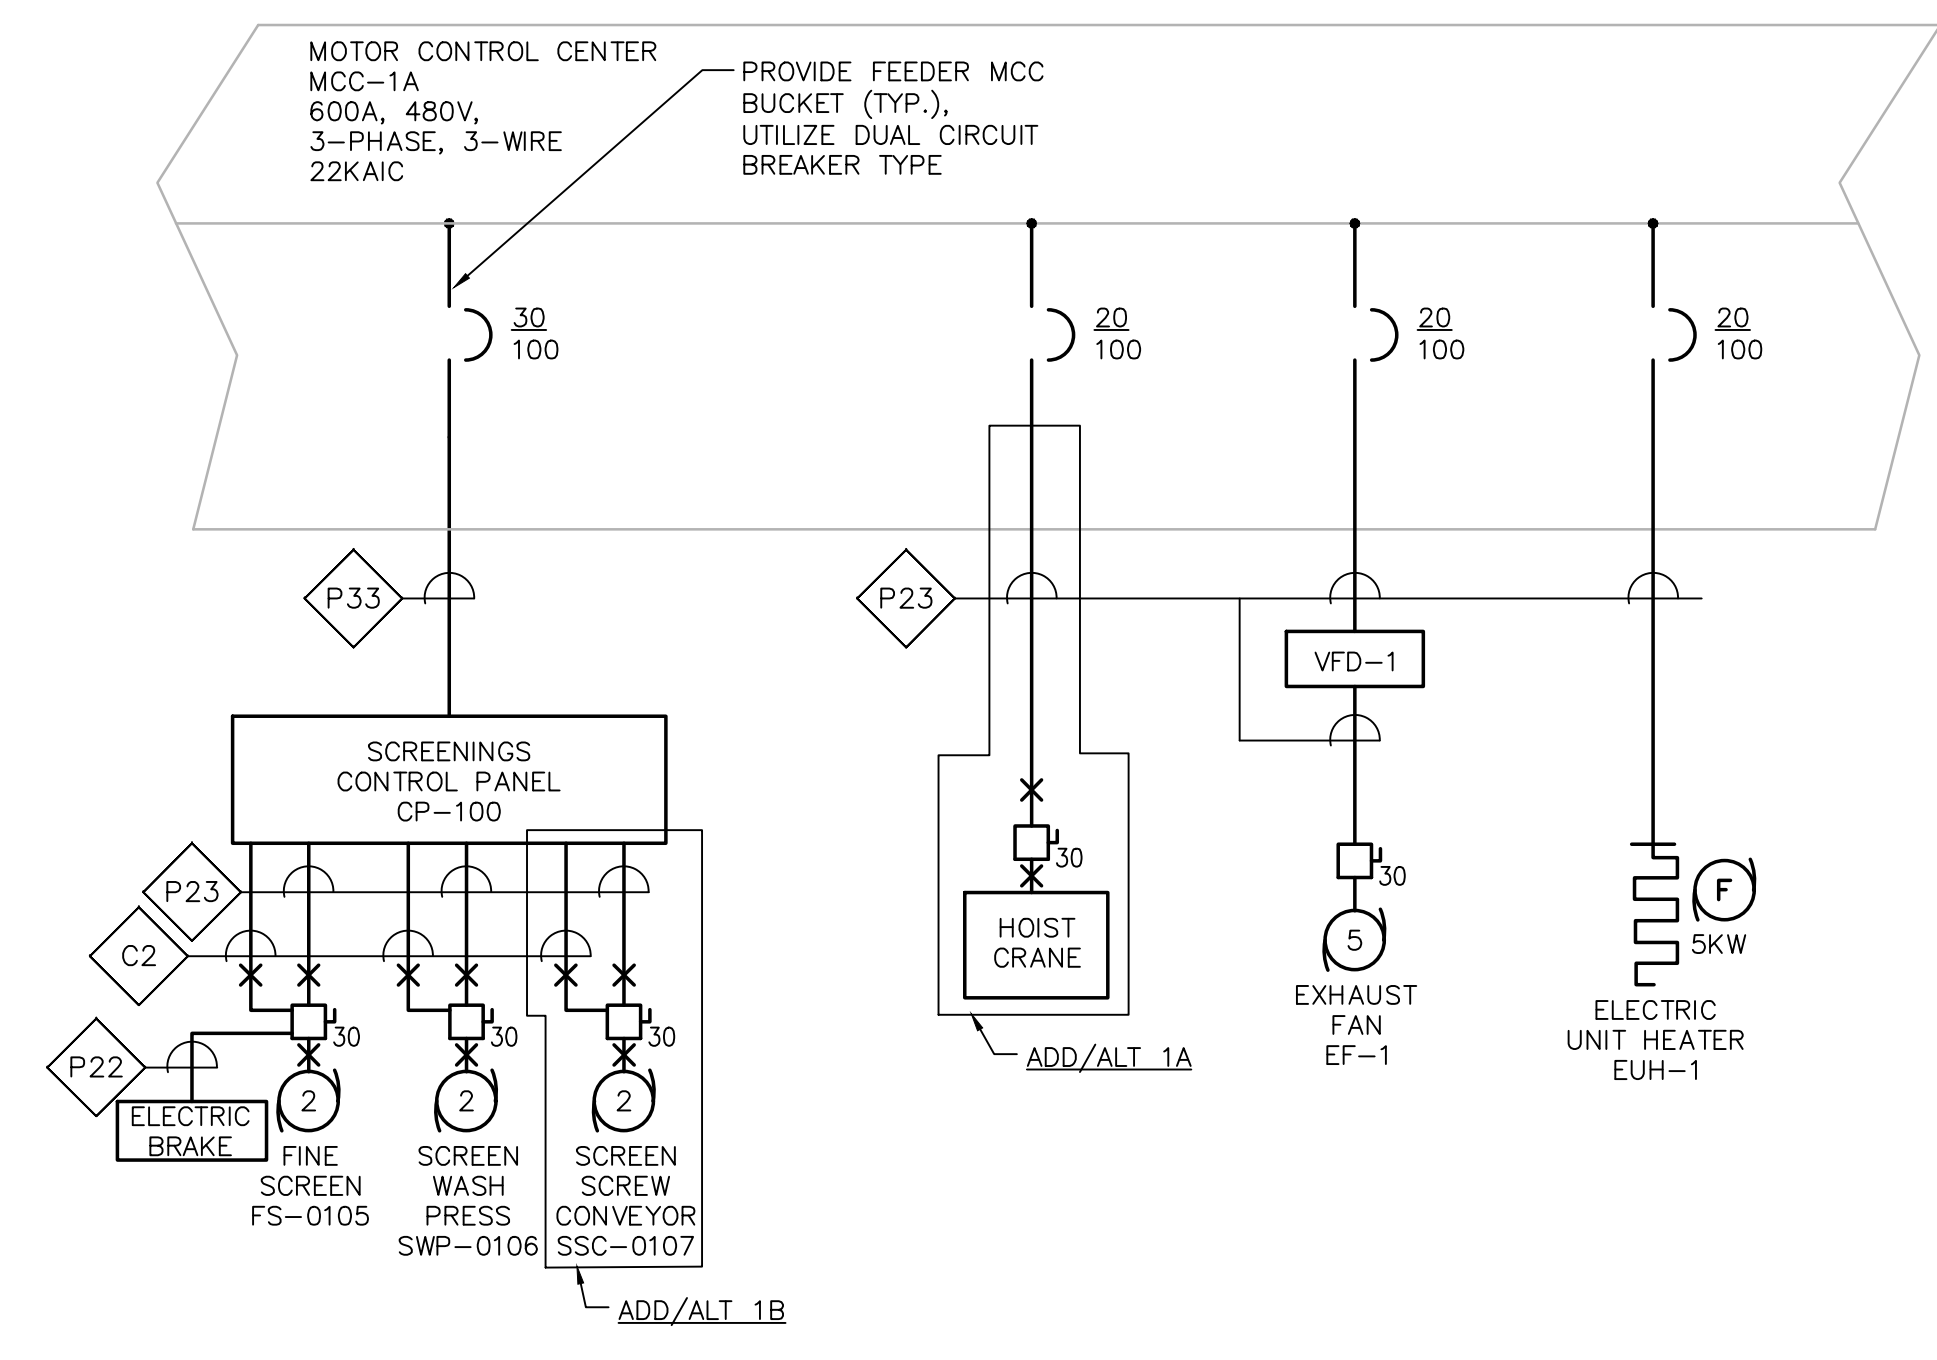 MOTOR CONTROL CENTER
MCC-1A
600A, 480V,
3-PHASE, 3-WIRE
22KAIC
PROVIDE FEEDER MCC
BUCKET (TYP.),
UTILIZE DUAL CIRCUIT
BREAKER TYPE
30
100
20
100
20
100
20
100
P33
P23
VFD-1
SCREENINGS
CONTROL PANEL
CP-100
P23
C2
P22
30
30
30
30
30
HOIST
CRANE
5
F
5KW
ADD/ALT 1A
EXHAUST
FAN
EF-1
ELECTRIC
UNIT HEATER
EUH-1
ELECTRIC
BRAKE
2
2
2
FINE
SCREEN
FS-0105
SCREEN
WASH
PRESS
SWP-0106
SCREEN
SCREW
CONVEYOR
SSC-0107
ADD/ALT 1B